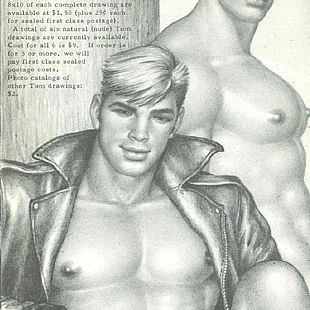 8x10 of each complete drawing are
available at $1.50 (plus 25¢ each
for sealed first class postage).
A total of six natural (nude) Tom
drawings are currently available;
Cost for all 6 is $9. If order is
for 3 or more, we will
pay first class sealed
postage costs.
Photo catalogs of
other Tom drawings:
$2.